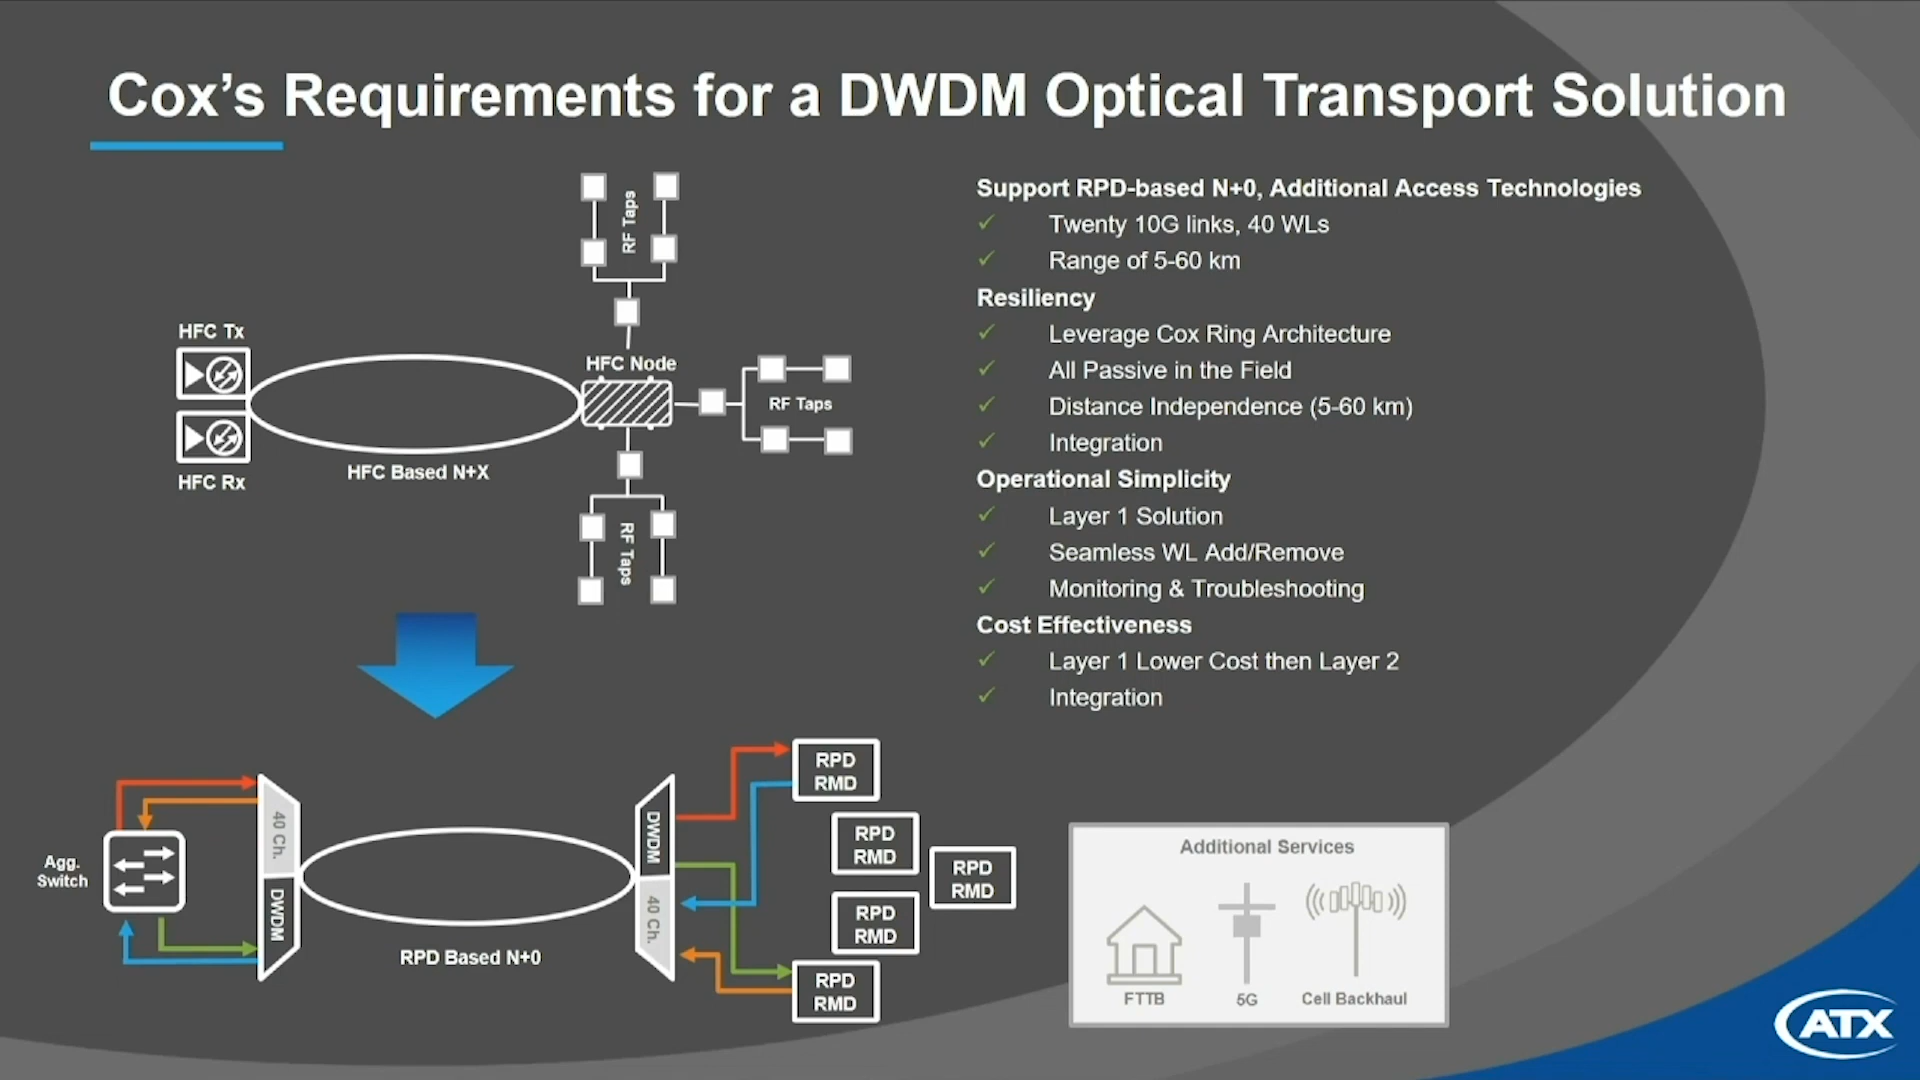 Cox's Requirements for a DWDM Optical Transport Solution
RF Taps
HFC Tx
HFC Node
RF Taps
HFC Based N+X
HFC Rx
RF Taps
Support RPD-based N+0, Additional Access Technologies
✓ Twenty 10G links, 40 WLs
✓ Range of 5-60 km
Resiliency
✓ Leverage Cox Ring Architecture
✓ All Passive in the Field
✓ Distance Independence (5-60 km)
✓ Integration
Operational Simplicity
✓ Layer 1 Solution
✓ Seamless WL Add/Remove
✓ Monitoring & Troubleshooting
Cost Effectiveness
✓ Layer 1 Lower Cost then Layer 2
✓ Integration
Agg.
Switch
40 Ch.
DWDM
RPD Based N+0
DWDM
40 Ch.
RPD
RMD
RPD
RMD
RPD
RMD
RPD
RMD
RPD
RMD
Additional Services
FTTB
5G
Cell Backhaul
ATX